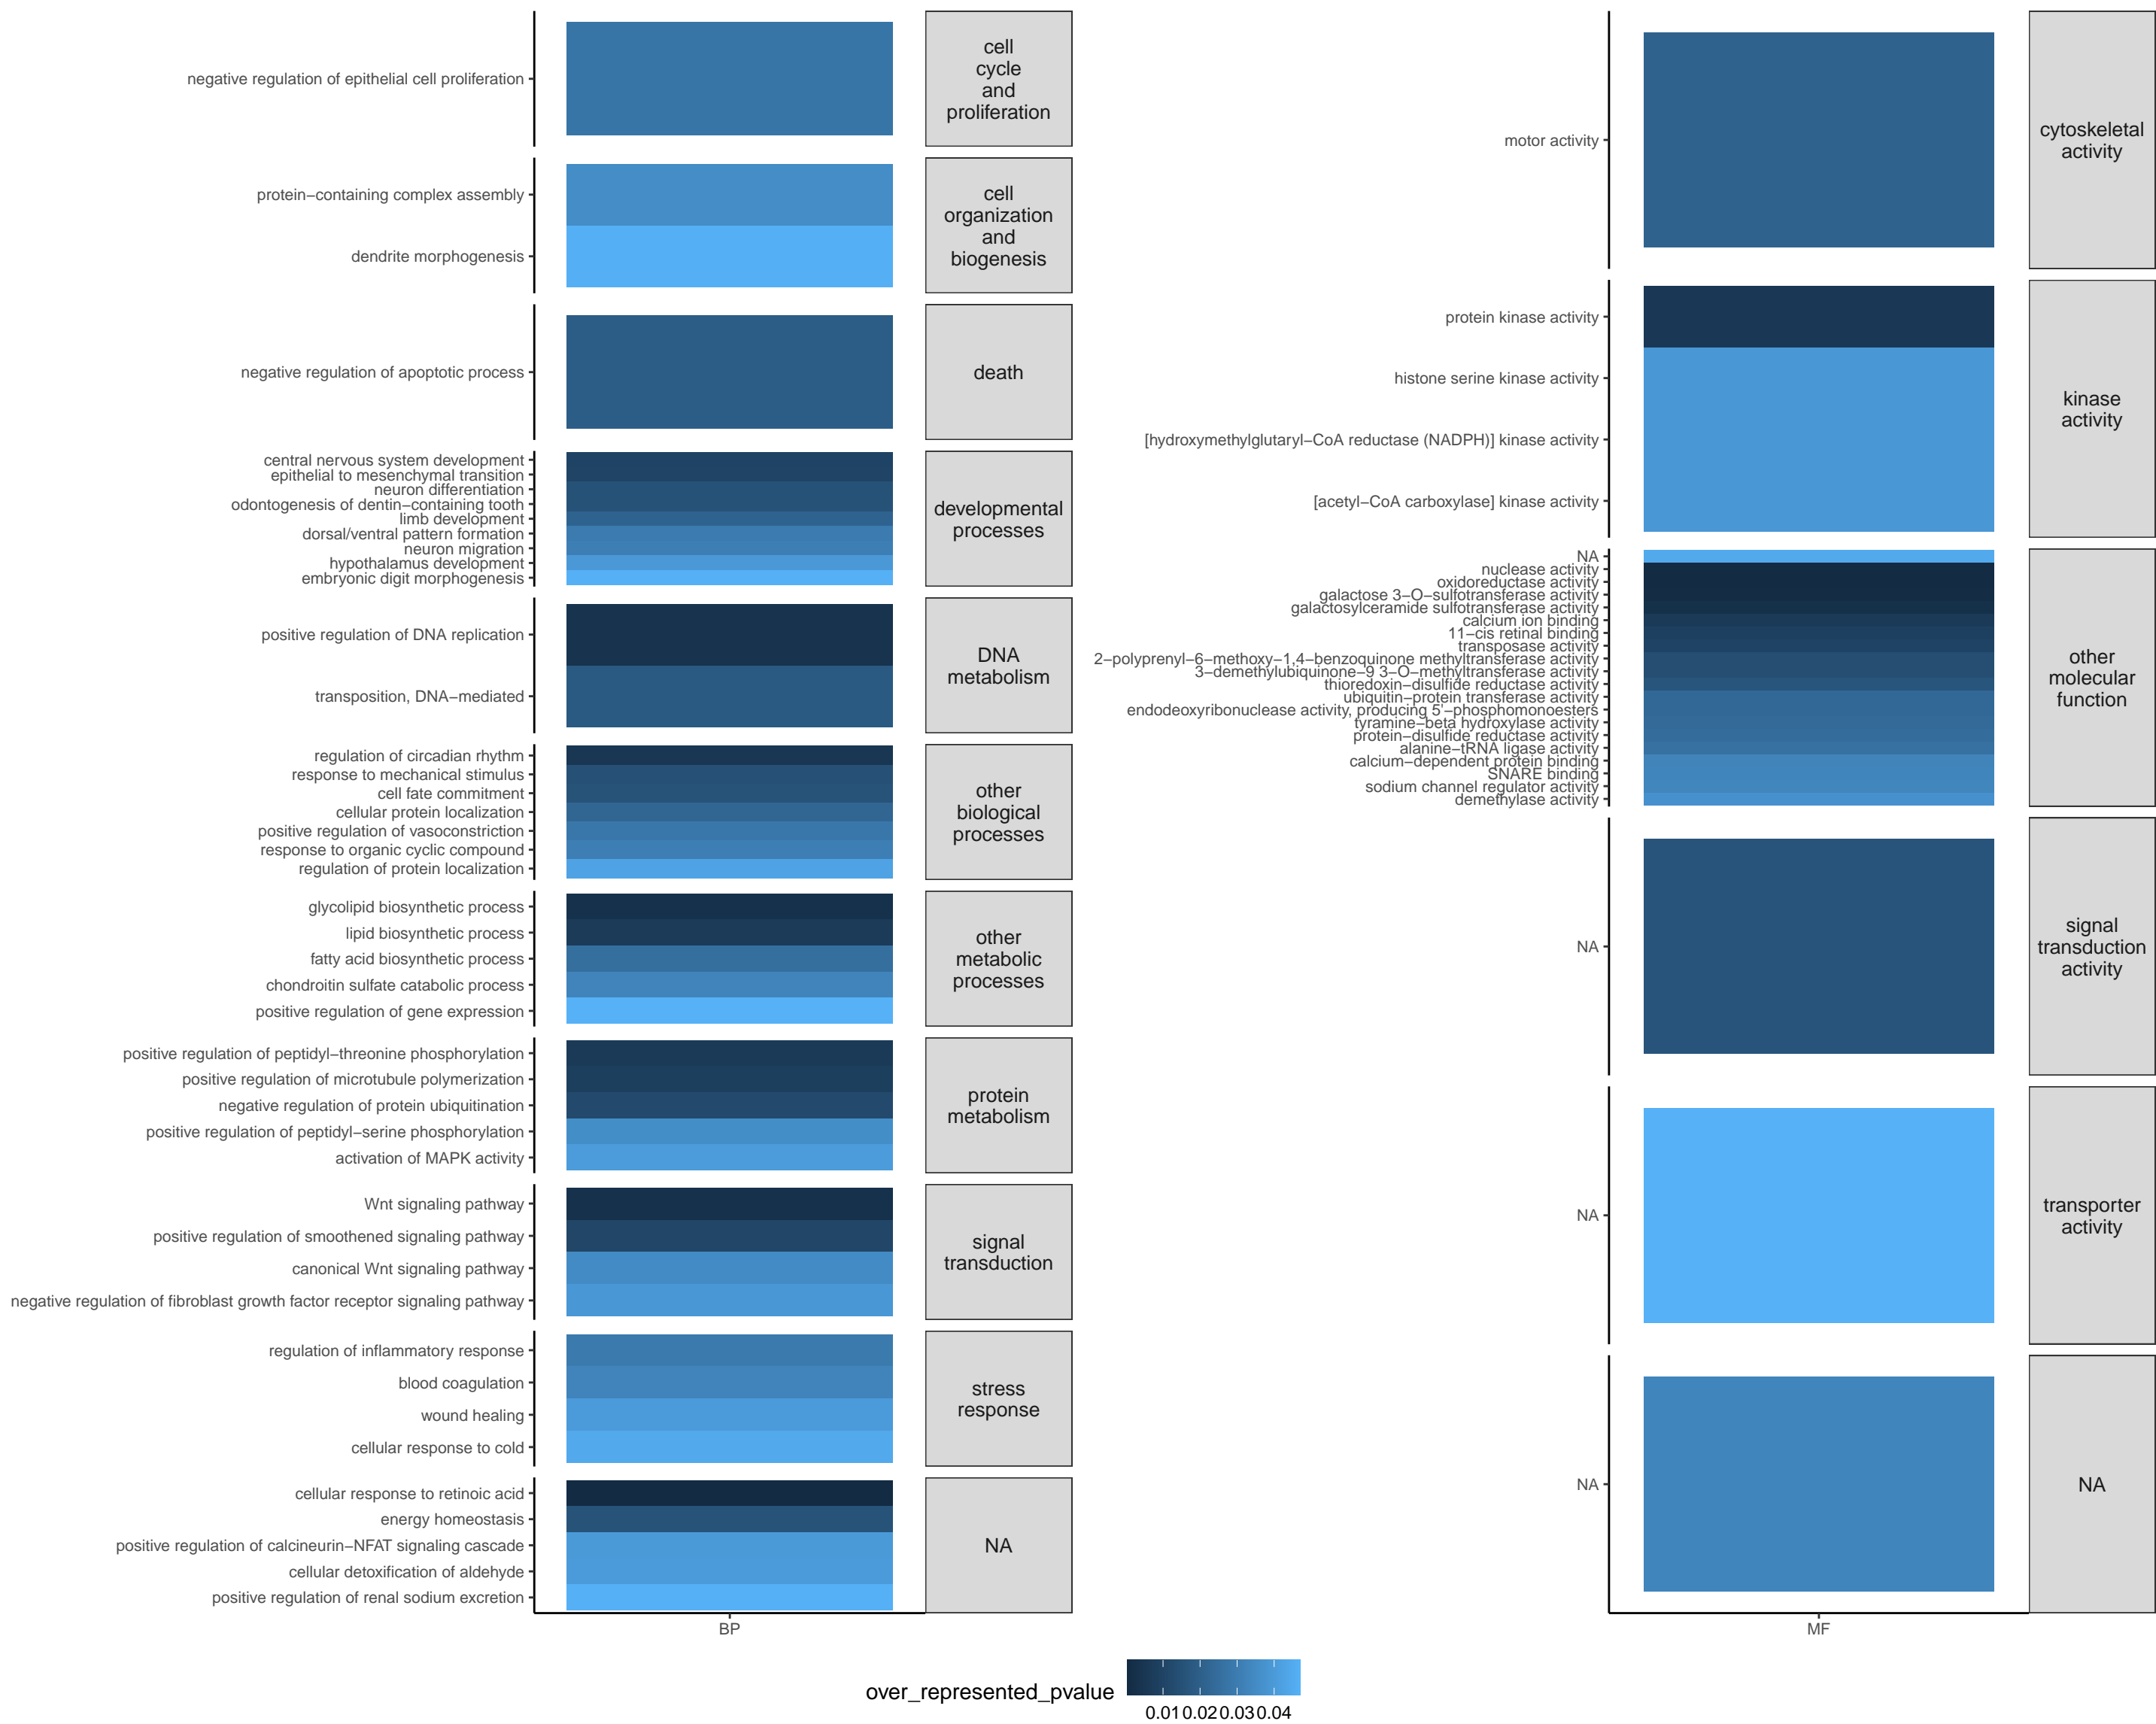 negative regulation of epithelial cell proliferation
cell
cycle
and
proliferation
protein−containing complex assembly
dendrite morphogenesis
cell
organization
and
biogenesis
negative regulation of apoptotic process
death
central nervous system development
epithelial to mesenchymal transition
neuron differentiation
odontogenesis of dentin−containing tooth
limb development
dorsal/ventral pattern formation
neuron migration
hypothalamus development
embryonic digit morphogenesis
developmental
processes
positive regulation of DNA replication
transposition, DNA−mediated
DNA
metabolism
regulation of circadian rhythm
response to mechanical stimulus
cell fate commitment
cellular protein localization
positive regulation of vasoconstriction
response to organic cyclic compound
regulation of protein localization
other
biological
processes
glycolipid biosynthetic process
lipid biosynthetic process
fatty acid biosynthetic process
chondroitin sulfate catabolic process
positive regulation of gene expression
other
metabolic
processes
positive regulation of peptidyl−threonine phosphorylation
positive regulation of microtubule polymerization
negative regulation of protein ubiquitination
positive regulation of peptidyl−serine phosphorylation
activation of MAPK activity
protein
metabolism
Wnt signaling pathway
positive regulation of smoothened signaling pathway
canonical Wnt signaling pathway
negative regulation of fibroblast growth factor receptor signaling pathway
signal
transduction
regulation of inflammatory response
blood coagulation
wound healing
cellular response to cold
stress
response
cellular response to retinoic acid
energy homeostasis
positive regulation of calcineurin−NFAT signaling cascade
cellular detoxification of aldehyde
positive regulation of renal sodium excretion
NA
BP
motor activity
cytoskeletal
activity
protein kinase activity
histone serine kinase activity
[hydroxymethylglutaryl−CoA reductase (NADPH)] kinase activity
[acetyl−CoA carboxylase] kinase activity
kinase
activity
NA
nuclease activity
oxidoreductase activity
galactose 3−O−sulfotransferase activity
galactosylceramide sulfotransferase activity
calcium ion binding
11−cis retinal binding
transposase activity
2−polyprenyl−6−methoxy−1,4−benzoquinone methyltransferase activity
3−demethylubiquinone−9 3−O−methyltransferase activity
thioredoxin−disulfide reductase activity
ubiquitin−protein transferase activity
endodeoxyribonuclease activity, producing 5'−phosphomonoesters
tyramine−beta hydroxylase activity
protein−disulfide reductase activity
alanine−tRNA ligase activity
calcium−dependent protein binding
SNARE binding
sodium channel regulator activity
demethylase activity
other
molecular
function
NA
signal
transduction
activity
NA
transporter
activity
NA
NA
MF
over_represented_pvalue
0.01 0.02 0.03 0.04